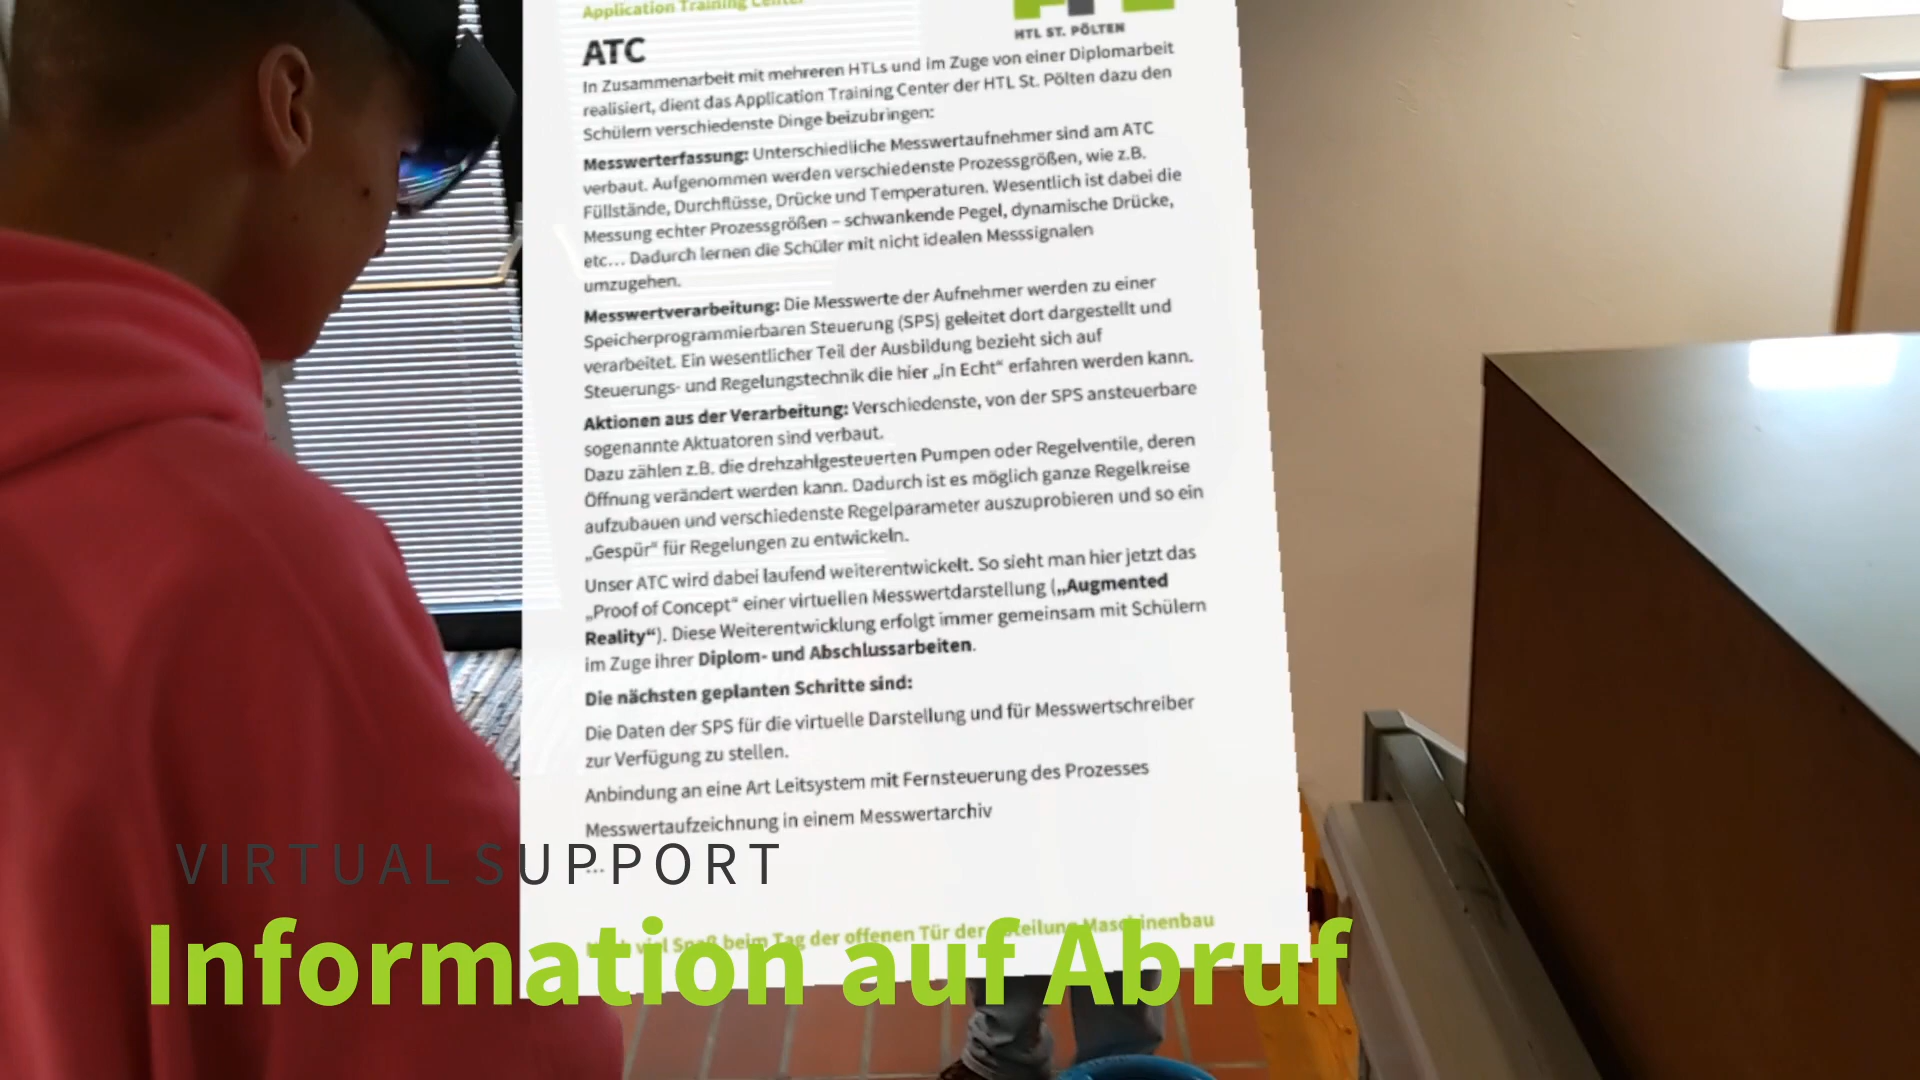 Application Training Center
HTL ST. PÖLTEN
ATC
In Zusammenarbeit mit mehreren HTLs und im Zuge von einer Diplomarbeit
realisiert, dient das Application Training Center der HTL St. Pölten dazu den
Schülern verschiedenste Dinge beizubringen:
Messwerterfassung: Unterschiedliche Messwertaufnehmer sind am ATC
verbaut. Aufgenommen werden verschiedenste Prozessgrößen, wie z.B.
Füllstände, Durchflüsse, Drücke und Temperaturen. Wesentlich ist dabei die
Messung echter Prozessgrößen – schwankende Pegel, dynamische Drücke,
etc… Dadurch lernen die Schüler mit nicht idealen Messsignalen
umzugehen.
Messwertverarbeitung: Die Messwerte der Aufnehmer werden zu einer
Speicherprogrammierbaren Steuerung (SPS) geleitet dort dargestellt und
verarbeitet. Ein wesentlicher Teil der Ausbildung bezieht sich auf
Steuerungs- und Regelungstechnik die hier „in Echt“ erfahren werden kann.
Aktionen aus der Verarbeitung: Verschiedenste, von der SPS ansteuerbare
sogenannte Aktuatoren sind verbaut.
Dazu zählen z.B. die drehzahlgesteuerten Pumpen oder Regelventile, deren
Öffnung verändert werden kann. Dadurch ist es möglich ganze Regelkreise
aufzubauen und verschiedenste Regelparameter auszuprobieren und so ein
„Gespür“ für Regelungen zu entwickeln.
Unser ATC wird dabei laufend weiterentwickelt. So sieht man hier jetzt das
„Proof of Concept“ einer virtuellen Messwertdarstellung („Augmented
Reality“). Diese Weiterentwicklung erfolgt immer gemeinsam mit Schülern
im Zuge ihrer Diplom- und Abschlussarbeiten.
Die nächsten geplanten Schritte sind:
Die Daten der SPS für die virtuelle Darstellung und für Messwertschreiber
zur Verfügung zu stellen.
Anbindung an eine Art Leitsystem mit Fernsteuerung des Prozesses
Messwertaufzeichnung in einem Messwertarchiv
…
VIRTUAL SUPPORT
viel Spaß beim Tag der offenen Tür der Maschinenbau
Information auf Abruf